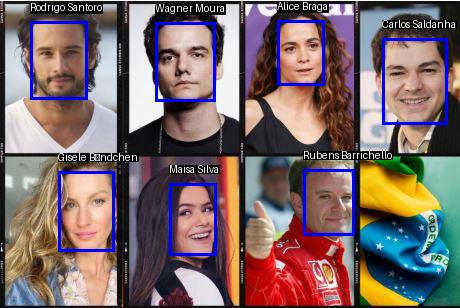 Rodrigo Santoro
Wagner Moura
Alice Braga
Carlos Saldanha
Gisele Bündchen
Maisa Silva
Rubens Barrichello